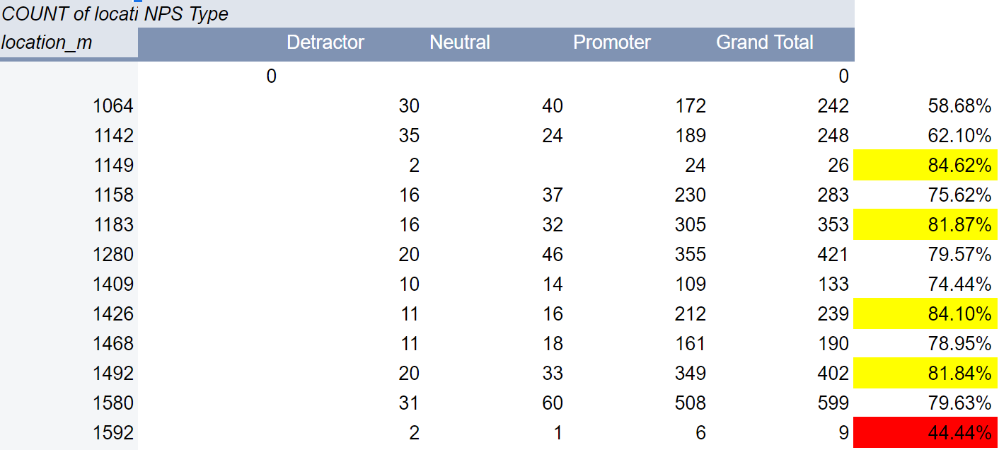 COUNT of locati NPS Type
location_m Detractor Neutral Promoter Grand Total
0 0
1064 30 40 172 242 58.68%
1142 35 24 189 248 62.10%
1149 2 24 26 84.62%
1158 16 37 230 283 75.62%
1183 16 32 305 353 81.87%
1280 20 46 355 421 79.57%
1409 10 14 109 133 74.44%
1426 11 16 212 239 84.10%
1468 11 18 161 190 78.95%
1492 20 33 349 402 81.84%
1580 31 60 508 599 79.63%
1592 2 1 6 9 44.44%